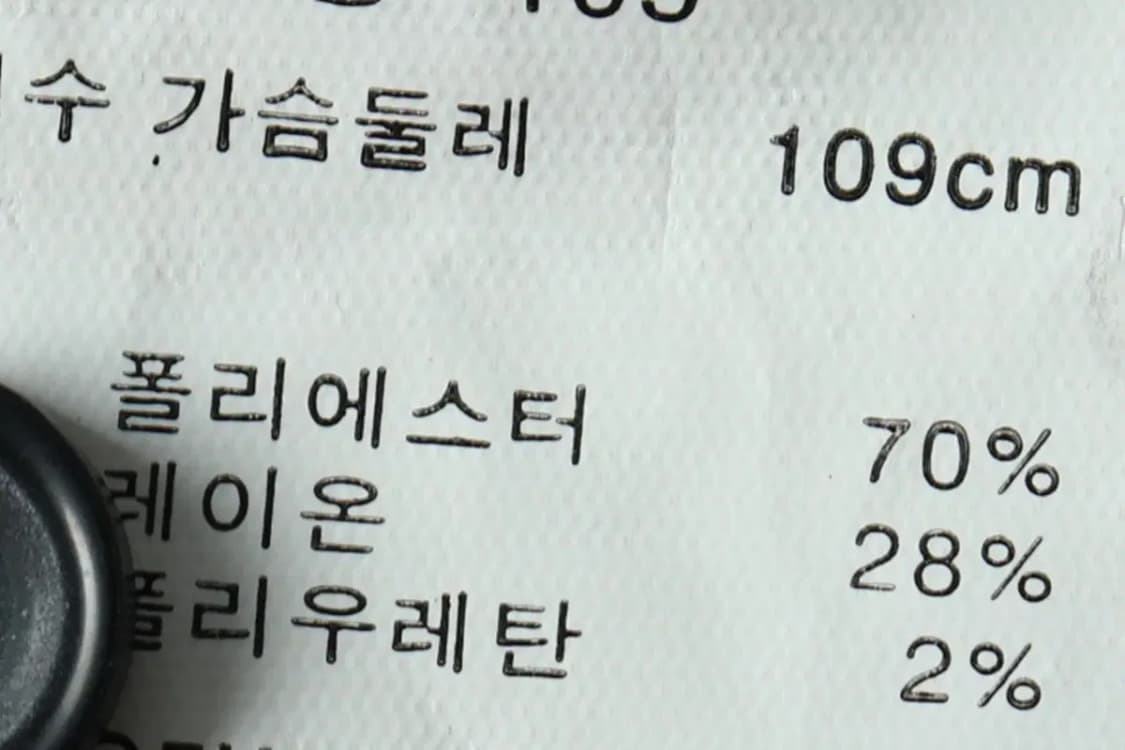 수 가슴둘레 109cm
폴리에스터 70%
레이온 28%
폴리우레탄 2%